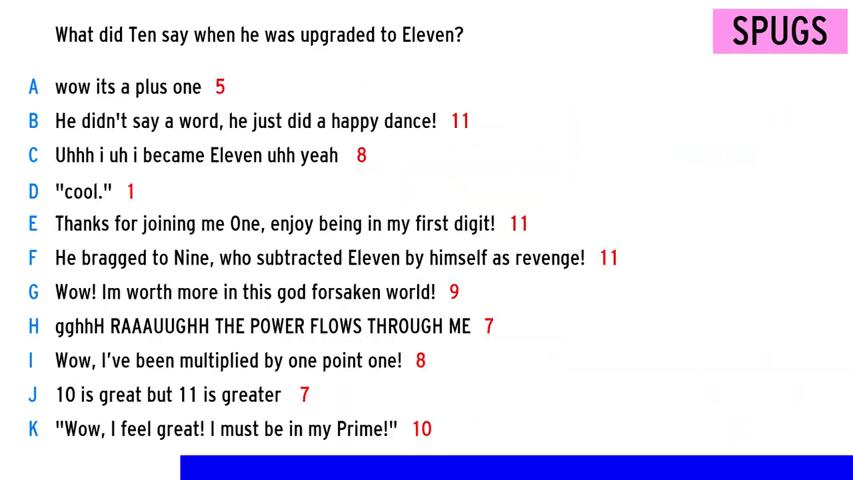 What did Ten say when he was upgraded to Eleven?
SPUGS
A wow its a plus one 5
B He didn't say a word, he just did a happy dance! 11
C Uhhh i uh i became Eleven uhh yeah 8
D "cool." 1
E Thanks for joining me One, enjoy being in my first digit! 11
F He bragged to Nine, who subtracted Eleven by himself as revenge! 11
G Wow! Im worth more in this god forsaken world! 9
H gghhH RAAAUUGHH THE POWER FLOWS THROUGH ME 7
I Wow, I've been multiplied by one point one! 8
J 10 is great but 11 is greater 7
K "Wow, I feel great! I must be in my Prime!" 10